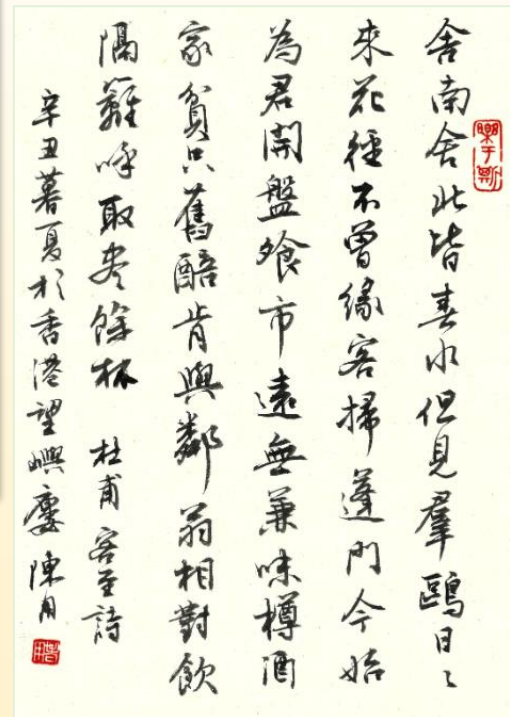 舍南舍北皆春水但見羣鷗日〻
來花徑不曾緣客掃蓬門今始
為君開盤飧市遠無兼味樽酒
家貧只舊醅肯與鄰翁相對飲
隔籬呼取盡餘杯 杜甫客至詩
辛丑暮夏於香港望嶼廔陳用